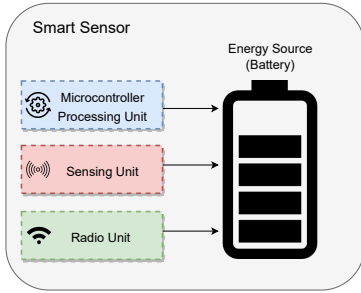 Smart Sensor
Energy Source
(Battery)
Microcontroller
Processing Unit
Sensing Unit
Radio Unit